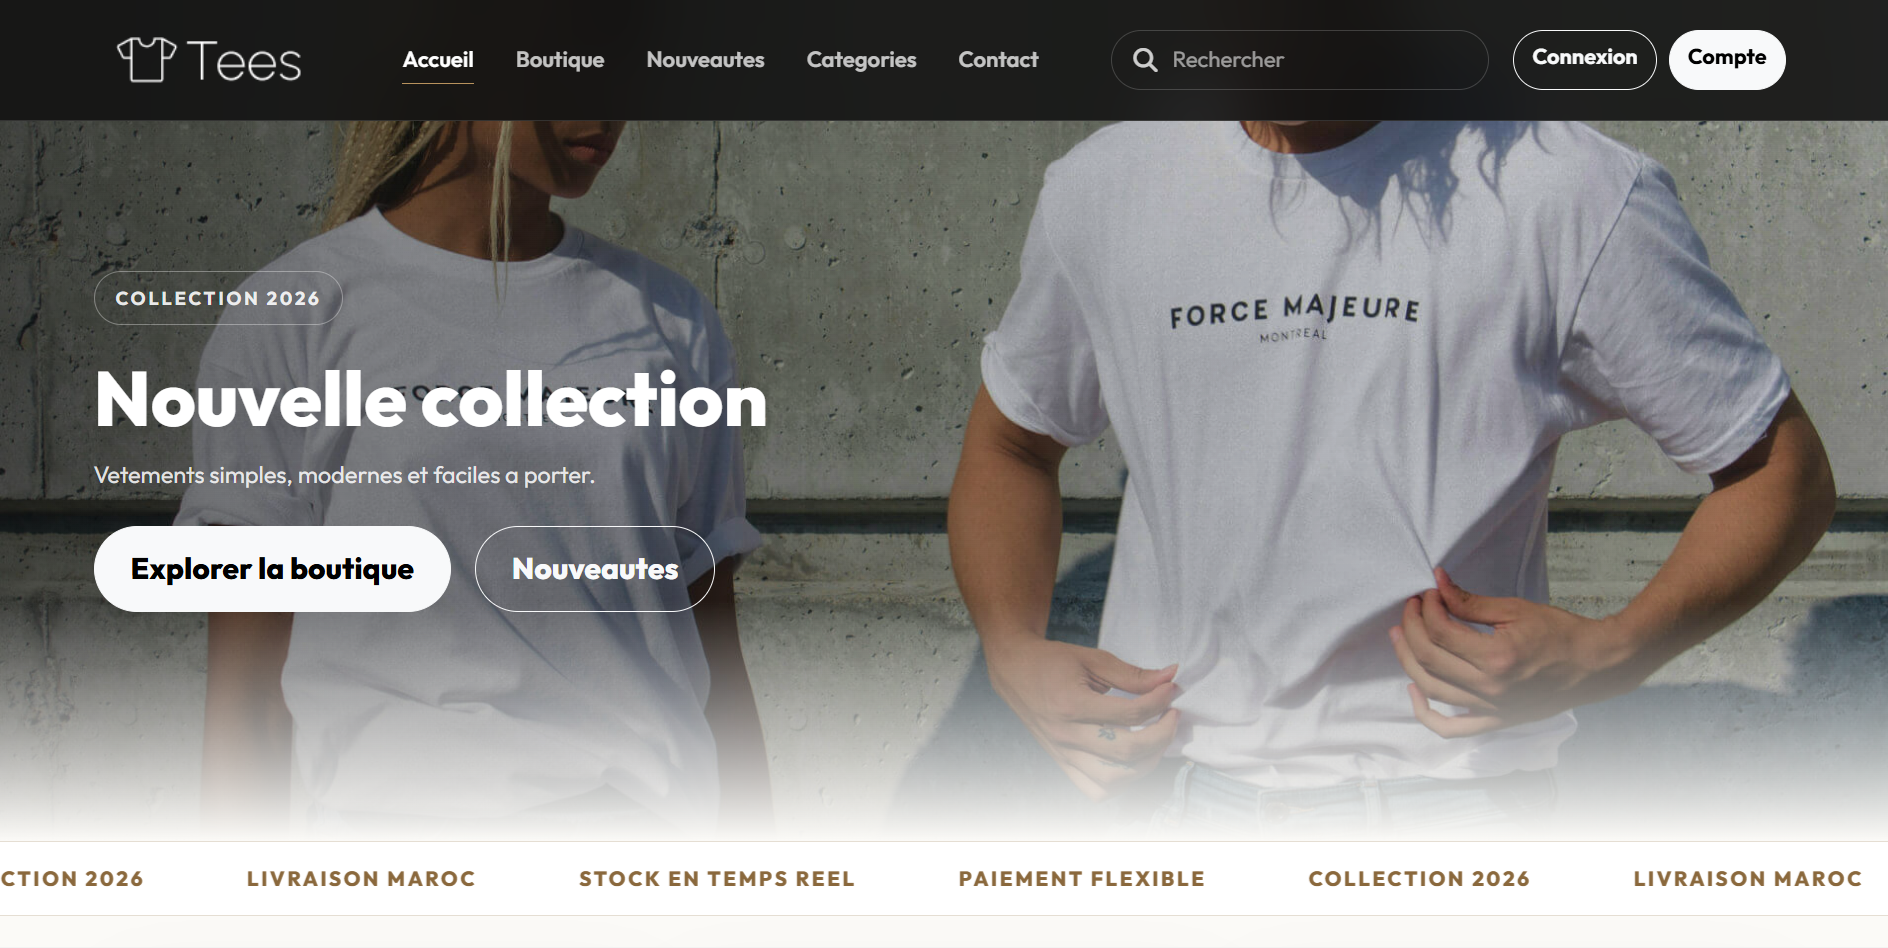 Tees
Accueil Boutique Nouveautes Categories Contact Rechercher Connexion Compte
COLLECTION 2026
FORCE MAJEURE
MONTREAL
Nouvelle collection
Vetements simples, modernes et faciles a porter.
Explorer la boutique Nouveautes
CTION 2026 LIVRAISON MAROC STOCK EN TEMPS REEL PAIEMENT FLEXIBLE COLLECTION 2026 LIVRAISON MAROC